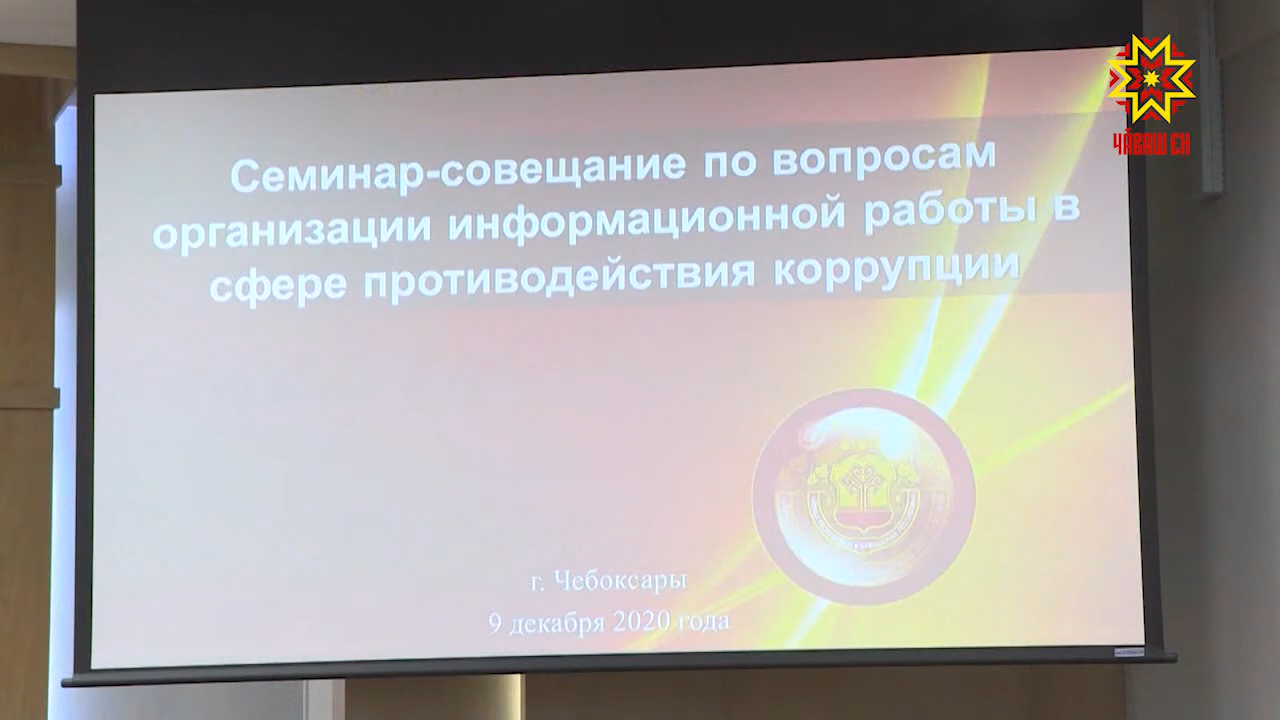 ЧӐВАШ ЕН
Семинар-совещание по вопросам
организации информационной работы в
сфере противодействия коррупции
г. Чебоксары
9 декабря 2020 года